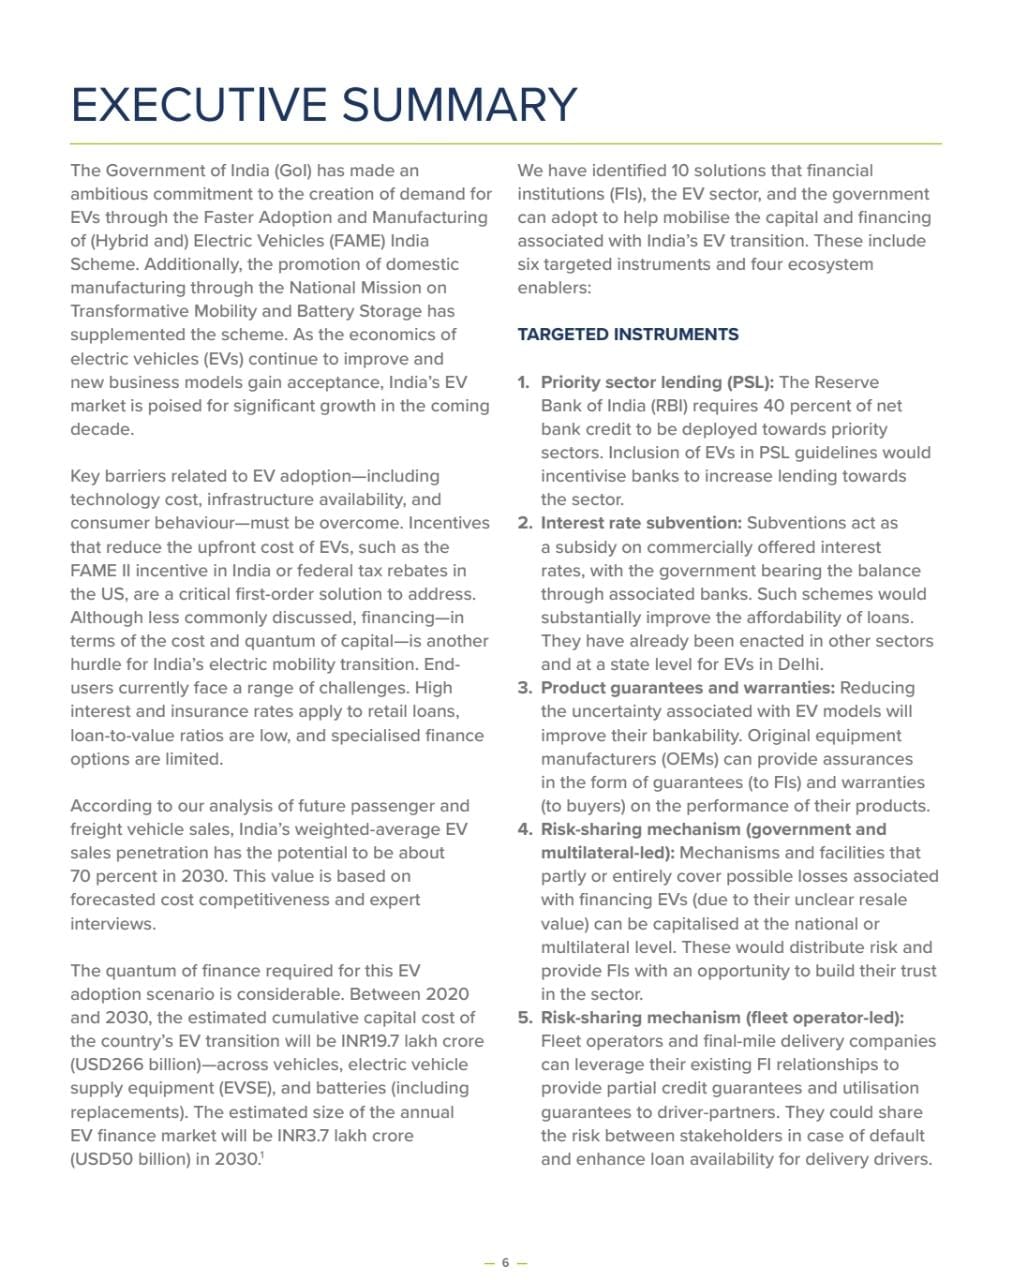 EXECUTIVE SUMMARY
The Government of India (GoI) has made an
ambitious commitment to the creation of demand for
EVs through the Faster Adoption and Manufacturing
of (Hybrid and) Electric Vehicles (FAME) India
Scheme. Additionally, the promotion of domestic
manufacturing through the National Mission on
Transformative Mobility and Battery Storage has
supplemented the scheme. As the economics of
electric vehicles (EVs) continue to improve and
new business models gain acceptance, India’s EV
market is poised for significant growth in the coming
decade.
Key barriers related to EV adoption—including
technology cost, infrastructure availability, and
consumer behaviour—must be overcome. Incentives
that reduce the upfront cost of EVs, such as the
FAME II incentive in India or federal tax rebates in
the US, are a critical first-order solution to address.
Although less commonly discussed, financing—in
terms of the cost and quantum of capital—is another
hurdle for India’s electric mobility transition. End-
users currently face a range of challenges. High
interest and insurance rates apply to retail loans,
loan-to-value ratios are low, and specialised finance
options are limited.
According to our analysis of future passenger and
freight vehicle sales, India’s weighted-average EV
sales penetration has the potential to be about
70 percent in 2030. This value is based on
forecasted cost competitiveness and expert
interviews.
The quantum of finance required for this EV
adoption scenario is considerable. Between 2020
and 2030, the estimated cumulative capital cost of
the country’s EV transition will be INR19.7 lakh crore
(USD266 billion)—across vehicles, electric vehicle
supply equipment (EVSE), and batteries (including
replacements). The estimated size of the annual
EV finance market will be INR3.7 lakh crore
(USD50 billion) in 2030.¹
We have identified 10 solutions that financial
institutions (FIs), the EV sector, and the government
can adopt to help mobilise the capital and financing
associated with India’s EV transition. These include
six targeted instruments and four ecosystem
enablers:
TARGETED INSTRUMENTS
1. Priority sector lending (PSL): The Reserve
Bank of India (RBI) requires 40 percent of net
bank credit to be deployed towards priority
sectors. Inclusion of EVs in PSL guidelines would
incentivise banks to increase lending towards
the sector.
2. Interest rate subvention: Subventions act as
a subsidy on commercially offered interest
rates, with the government bearing the balance
through associated banks. Such schemes would
substantially improve the affordability of loans.
They have already been enacted in other sectors
and at a state level for EVs in Delhi.
3. Product guarantees and warranties: Reducing
the uncertainty associated with EV models will
improve their bankability. Original equipment
manufacturers (OEMs) can provide assurances
in the form of guarantees (to FIs) and warranties
(to buyers) on the performance of their products.
4. Risk-sharing mechanism (government and
multilateral-led): Mechanisms and facilities that
partly or entirely cover possible losses associated
with financing EVs (due to their unclear resale
value) can be capitalised at the national or
multilateral level. These would distribute risk and
provide FIs with an opportunity to build their trust
in the sector.
5. Risk-sharing mechanism (fleet operator-led):
Fleet operators and final-mile delivery companies
can leverage their existing FI relationships to
provide partial credit guarantees and utilisation
guarantees to driver-partners. They could share
the risk between stakeholders in case of default
and enhance loan availability for delivery drivers.
— 6 —